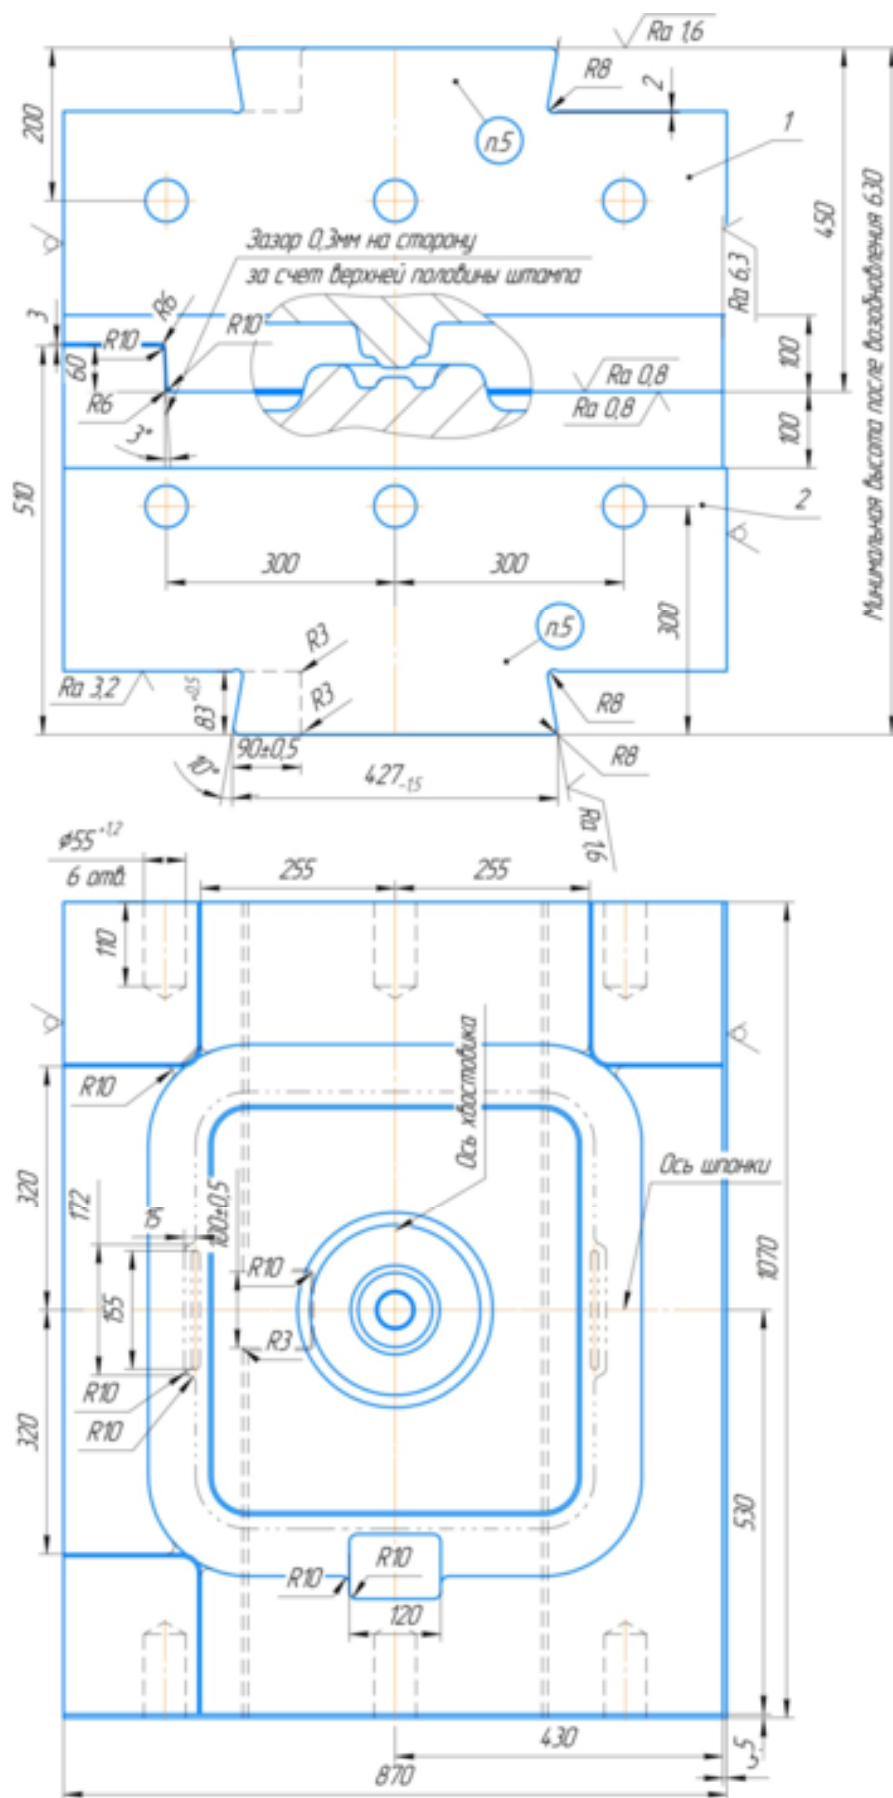 Ra 1,6
R8
2
п.5
1
200
450
Минимальная высота после возобновления 630
Зазор 0,3мм на сторону
за счет верхней половины штампа
Ra 6,3
3
R6
R10
R10
60
R6
3°
Ra 0,8
Ra 0,8
100
100
510
2
300
300
300
п.5
R3
R3
Ra 3,2
83+0,5
R8
R8
10°
90±0,5
427-1,5
Ra 1,6
ø55+1,2
6 отв.
255
255
110
R10
Ось хвостовика
Ось шпонки
320
172
15
100±0,5
R10
155
R3
1070
R10
R10
320
530
R10
R10
120
430
5
870